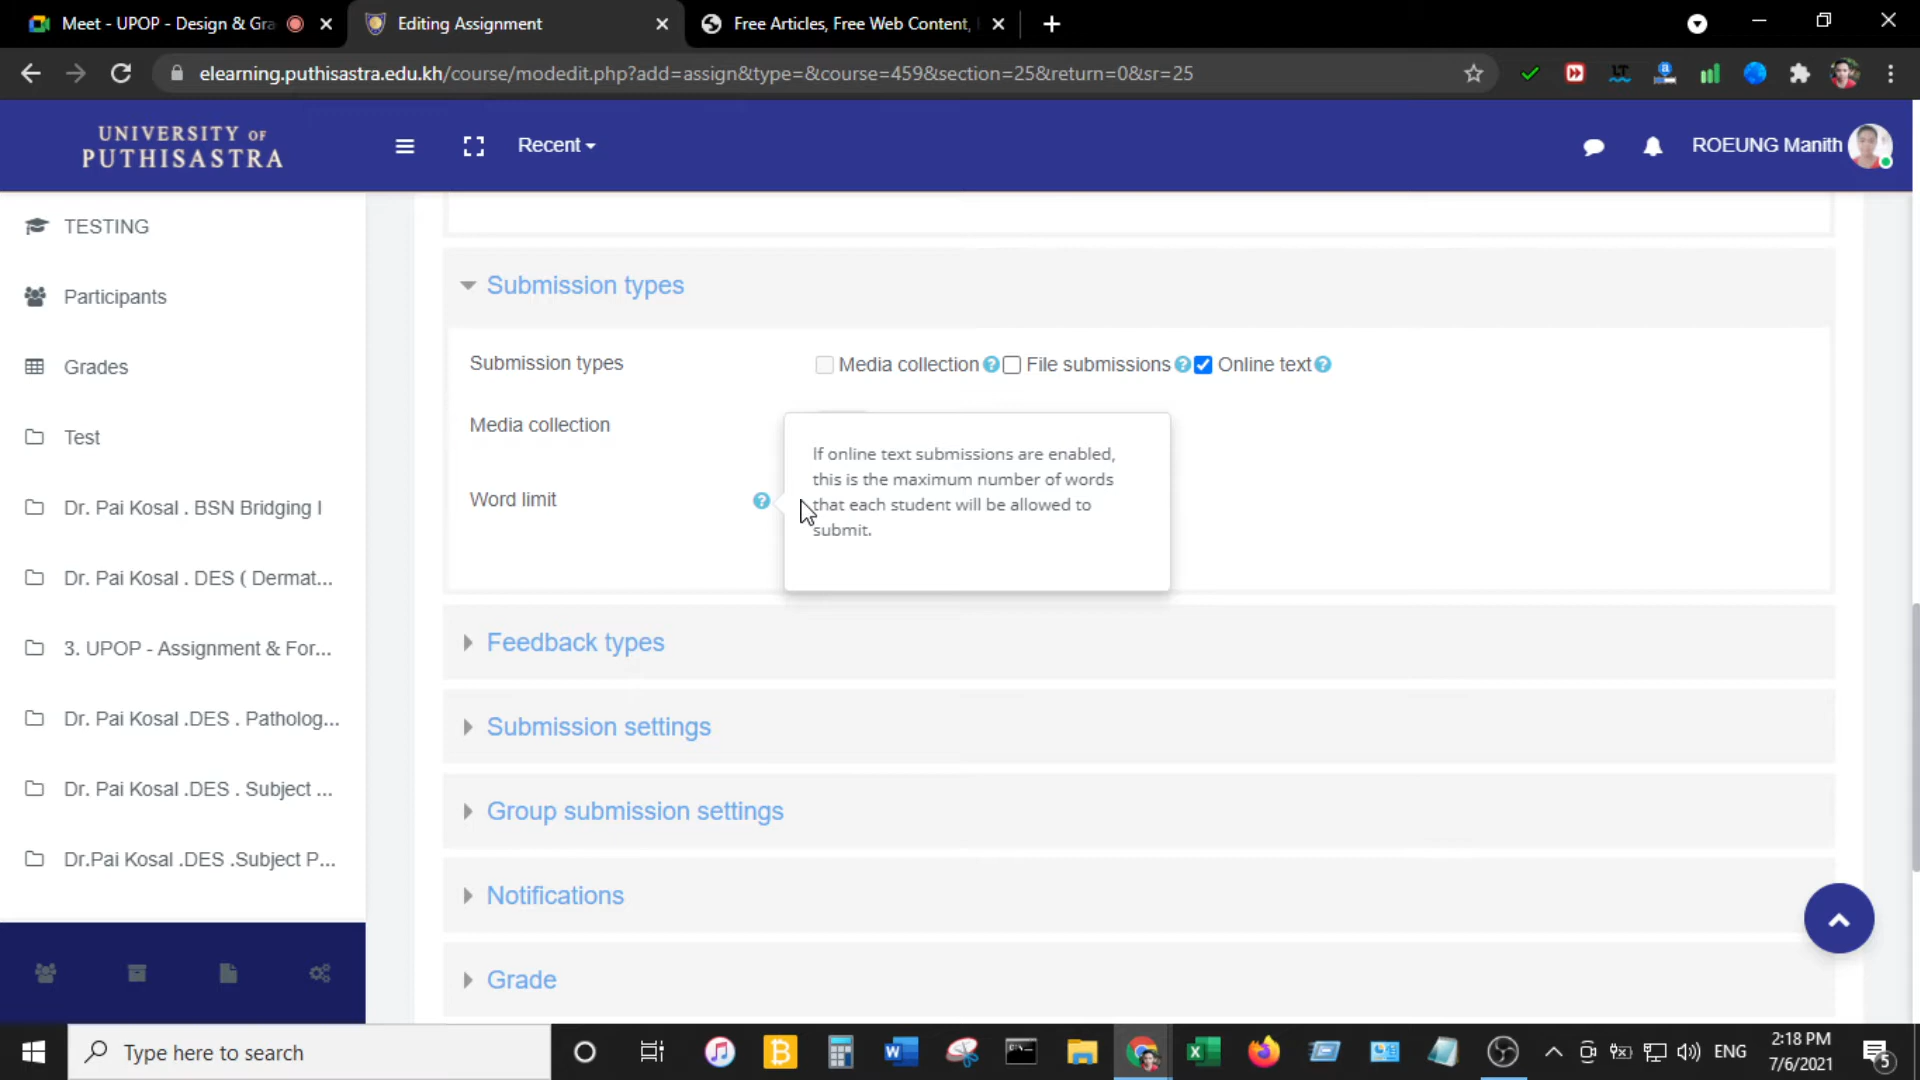 Meet - UPOP - Design & Gra
Editing Assignment
Free Articles, Free Web Content,
elearning.puthisastra.edu.kh/course/modedit.php?add=assign&type=&course=459&section=25&return=0&sr=25
UNIVERSITY OF
PUTHISASTRA
Recent
ROEUNG Manith
TESTING
Participants
Grades
Test
Dr. Pai Kosal . BSN Bridging I
Dr. Pai Kosal . DES ( Dermat...
3. UPOP - Assignment & For...
Dr. Pai Kosal .DES . Patholog...
Dr. Pai Kosal .DES . Subject ...
Dr.Pai Kosal .DES .Subject P...
Submission types
Submission types
Media collection
File submissions
Online text
Media collection
Word limit
If online text submissions are enabled,
this is the maximum number of words
that each student will be allowed to
submit.
Feedback types
Submission settings
Group submission settings
Notifications
Grade
Type here to search
ENG
2:18 PM
7/6/2021
5